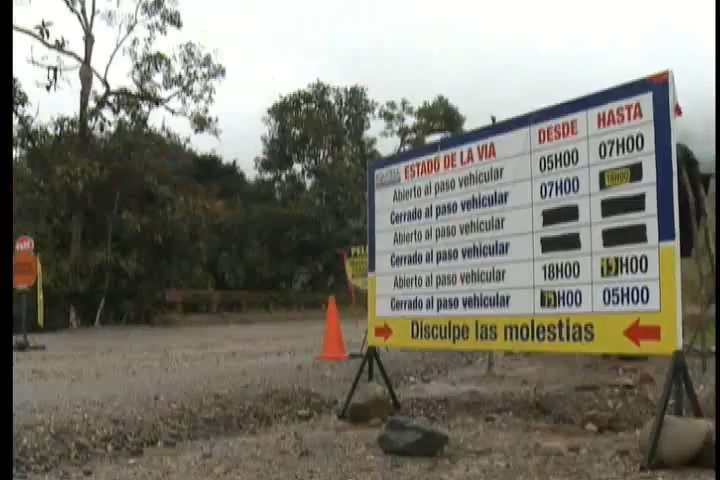 ESTADO DE LA VIA DESDE HASTA
Abierto al paso vehicular 05H00 07H00
Cerrado al paso vehicular 07H00 18H00
Abierto al paso vehicular
Cerrado al paso vehicular
Abierto al paso vehicular 18H00 H00
Cerrado al paso vehicular H00 05H00
Disculpe las molestias